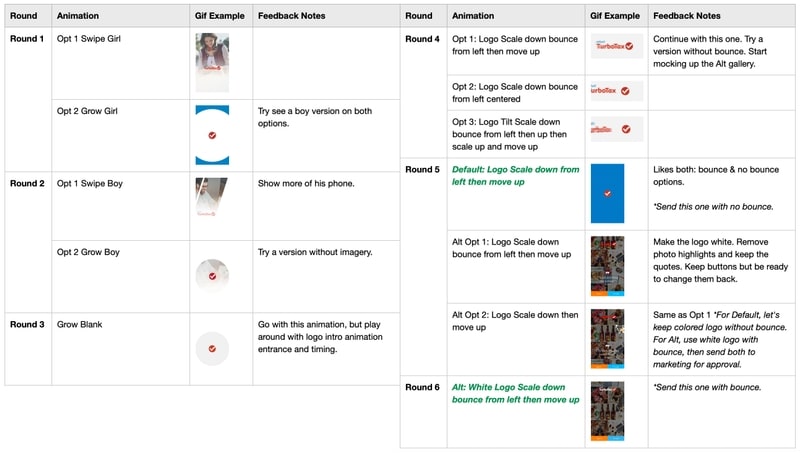 Round Animation Gif Example Feedback Notes
Round 1 Opt 1 Swipe Girl
Opt 2 Grow Girl Try see a boy version on both
options.
Round 2 Opt 1 Swipe Boy Show more of his phone.
Opt 2 Grow Boy Try a version without imagery.
Round 3 Grow Blank Go with this animation, but play
around with logo intro animation
entrance and timing.
Round Animation Gif Example Feedback Notes
Round 4 Opt 1: Logo Scale down bounce Continue with this one. Try a
from left then move up turbotax version without bounce. Start
mocking up the Alt gallery.
Opt 2: Logo Scale down bounce
from left centered urbotax
Opt 3: Logo Tilt Scale down
bounce from left then up then
scale up and move up
Round 5 Default: Logo Scale down from Likes both: bounce & no bounce
left then move up options.
*Send this one with no bounce.
Alt Opt 1: Logo Scale down Make the logo white. Remove
bounce from left then move up photo highlights and keep the
quotes. Keep buttons but be ready
to change them back.
Alt Opt 2: Logo Scale down then Same as Opt 1 *For Default, let's
move up keep colored logo without bounce.
For Alt, use white logo with
bounce, then send both to
marketing for approval.
Round 6 Alt: White Logo Scale down *Send this one with bounce.
bounce from left then move up